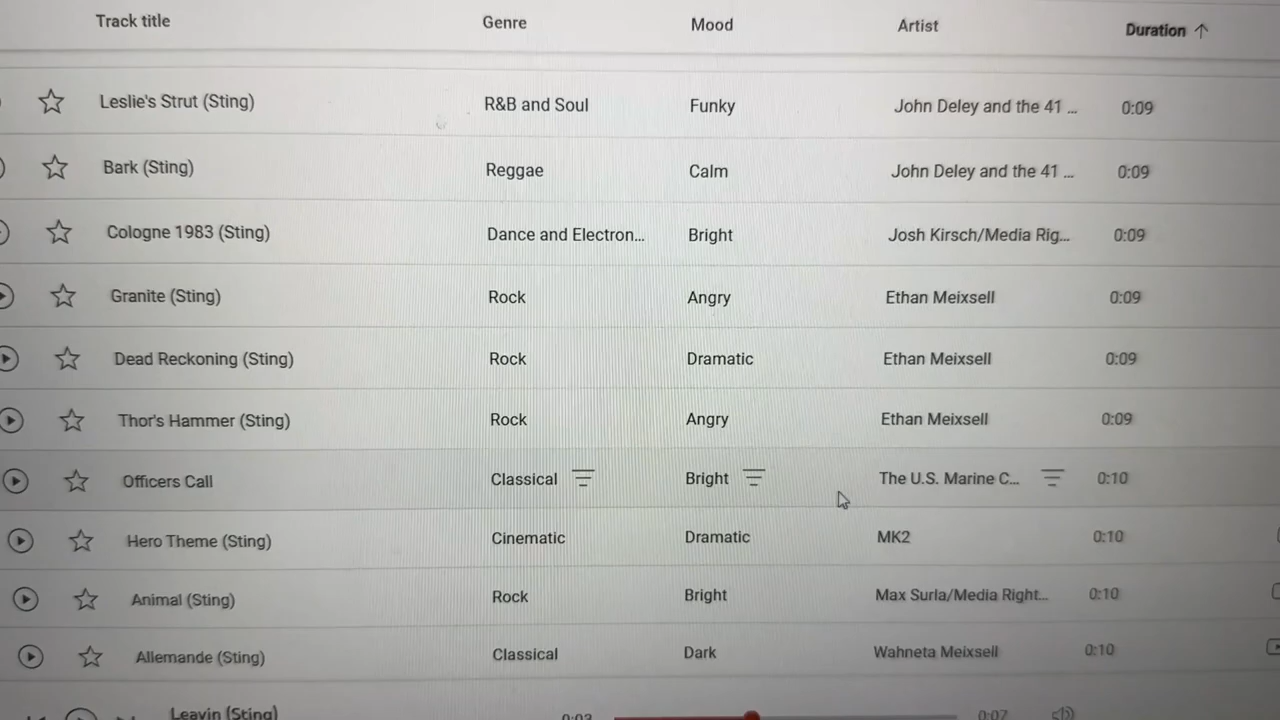 Track title Genre Mood Artist Duration ↑
Leslie's Strut (Sting) R&B and Soul Funky John Deley and the 41 ... 0:09
Bark (Sting) Reggae Calm John Deley and the 41 ... 0:09
Cologne 1983 (Sting) Dance and Electron... Bright Josh Kirsch/Media Rig... 0:09
Granite (Sting) Rock Angry Ethan Meixsell 0:09
Dead Reckoning (Sting) Rock Dramatic Ethan Meixsell 0:09
Thor's Hammer (Sting) Rock Angry Ethan Meixsell 0:09
Officers Call Classical Bright The U.S. Marine C... 0:10
Hero Theme (Sting) Cinematic Dramatic MK2 0:10
Animal (Sting) Rock Bright Max Surla/Media Right... 0:10
Allemande (Sting) Classical Dark Wahneta Meixsell 0:10
Leavin (Sting) 0:03 0:07